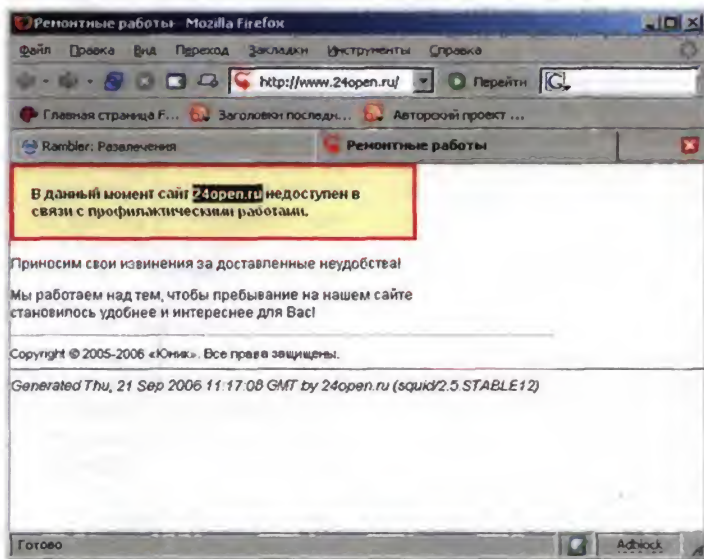 Ремонтные работы - Mozilla Firefox
Файл Правка Вид Переход Закладки Инструменты Справка
http://www.24open.ru/ Перейти G
Главная страница F... Заголовки последн... Авторский проект ...
Rambler: Развлечения Ремонтные работы
В данный момент сайт 24open.ru недоступен в
связи с профилактическими работами.
Приносим свои извинения за доставленные неудобства!
Мы работаем над тем, чтобы пребывание на нашем сайте
становилось удобнее и интереснее для Вас!
Copyright © 2005-2006 «Юник». Все права защищены.
Generated Thu, 21 Sep 2006 11:17:08 GMT by 24open.ru (squid/2.5.STABLE12)
Готово Adblock